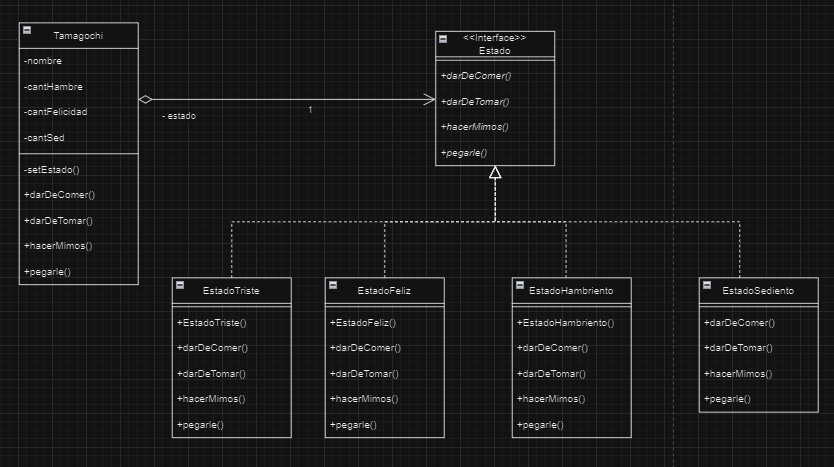 Tamagochi
-nombre
-cantHambre
-cantFelicidad
-cantSed
-setEstado()
+darDeComer()
+darDeTomar()
+hacerMimos()
+pegarle()
- estado
1
<<Interface>>
Estado
+darDeComer()
+darDeTomar()
+hacerMimos()
+pegarle()
EstadoTriste
+EstadoTriste()
+darDeComer()
+darDeTomar()
+hacerMimos()
+pegarle()
EstadoFeliz
+EstadoFeliz()
+darDeComer()
+darDeTomar()
+hacerMimos()
+pegarle()
EstadoHambriento
+EstadoHambriento()
+darDeComer()
+darDeTomar()
+hacerMimos()
+pegarle()
EstadoSediento
+darDeComer()
+darDeTomar()
+hacerMimos()
+pegarle()